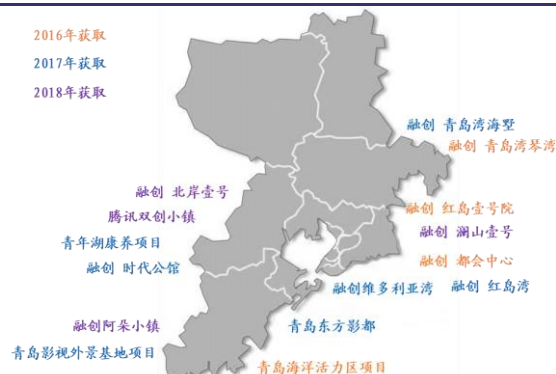 2016年获取
2017年获取
2018年获取
融创 青岛湾海墅
融创 青岛湾琴湾
融创 北岸壹号
腾讯双创小镇
融创 红岛壹号院
融创 澜山壹号
青年湖康养项目
融创 都会中心
融创 时代公馆
融创维多利亚湾
融创 红岛湾
融创阿朵小镇
青岛东方影都
青岛影视外景基地项目
青岛海洋活力区项目